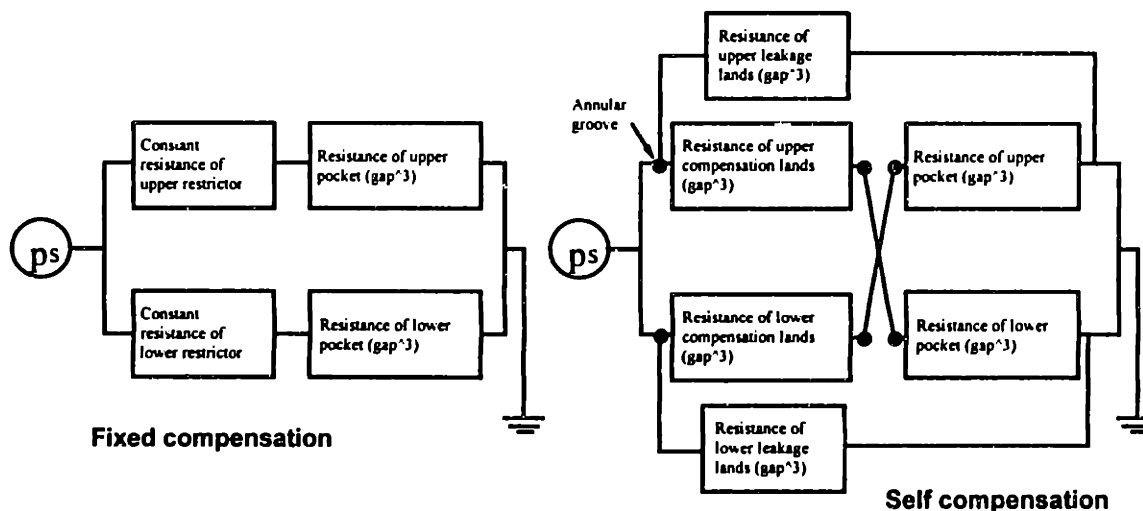 Constant
resistance of
upper restrictor
Resistance of upper
pocket (gap^3)
ps
Constant
resistance of
lower restrictor
Resistance of lower
pocket (gap^3)
Fixed compensation
Resistance of
upper leakage
lands (gap^3)
Annular
groove
Resistance of upper
compensation lands
(gap^3)
Resistance of upper
pocket (gap^3)
ps
Resistance of lower
compensation lands
(gap^3)
Resistance of lower
pocket (gap^3)
Resistance of
lower leakage
lands (gap^3)
Self compensation